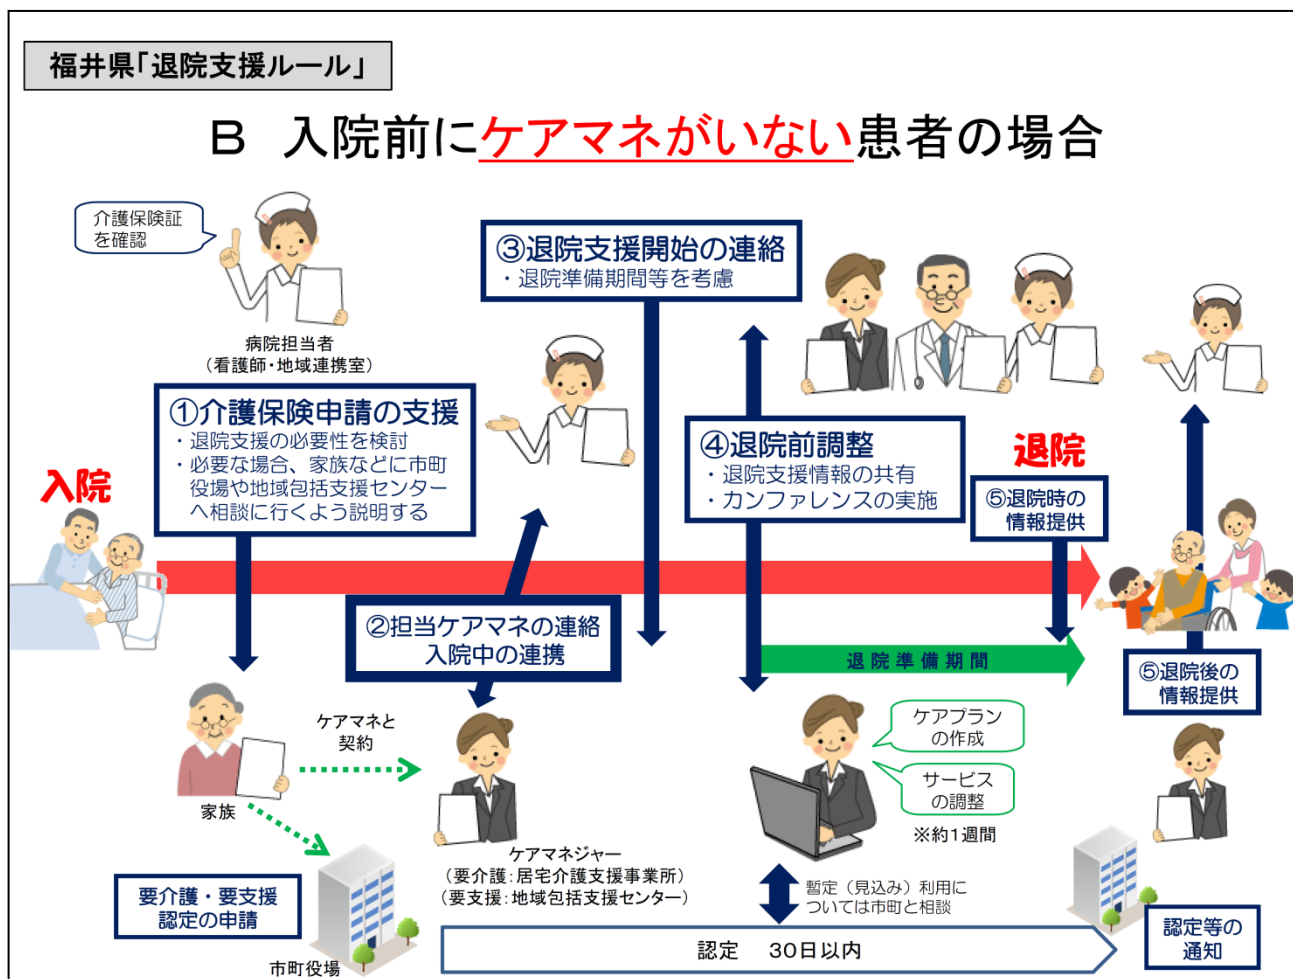 福井県「退院支援ルール」
B 入院前にケアマネがいない患者の場合
介護保険証
を確認
病院担当者
（看護師・地域連携室）
①介護保険申請の支援
・退院支援の必要性を検討
・必要な場合、家族などに市町
役場や地域包括支援センター
へ相談に行くよう説明する
③退院支援開始の連絡
・退院準備期間等を考慮
④退院前調整
・退院支援情報の共有
・カンファレンスの実施
入院
退院
⑤退院時の
情報提供
②担当ケアマネの連絡
入院中の連携
退院準備期間
⑤退院後の
情報提供
ケアマネと
契約
家族
ケアプラン
の作成
サービス
の調整
※約1週間
ケアマネジャー
（要介護：居宅介護支援事業所）
（要支援：地域包括支援センター）
要介護・要支援
認定の申請
市町役場
暫定（見込み）利用に
ついては市町と相談
認定 30日以内
認定等の
通知